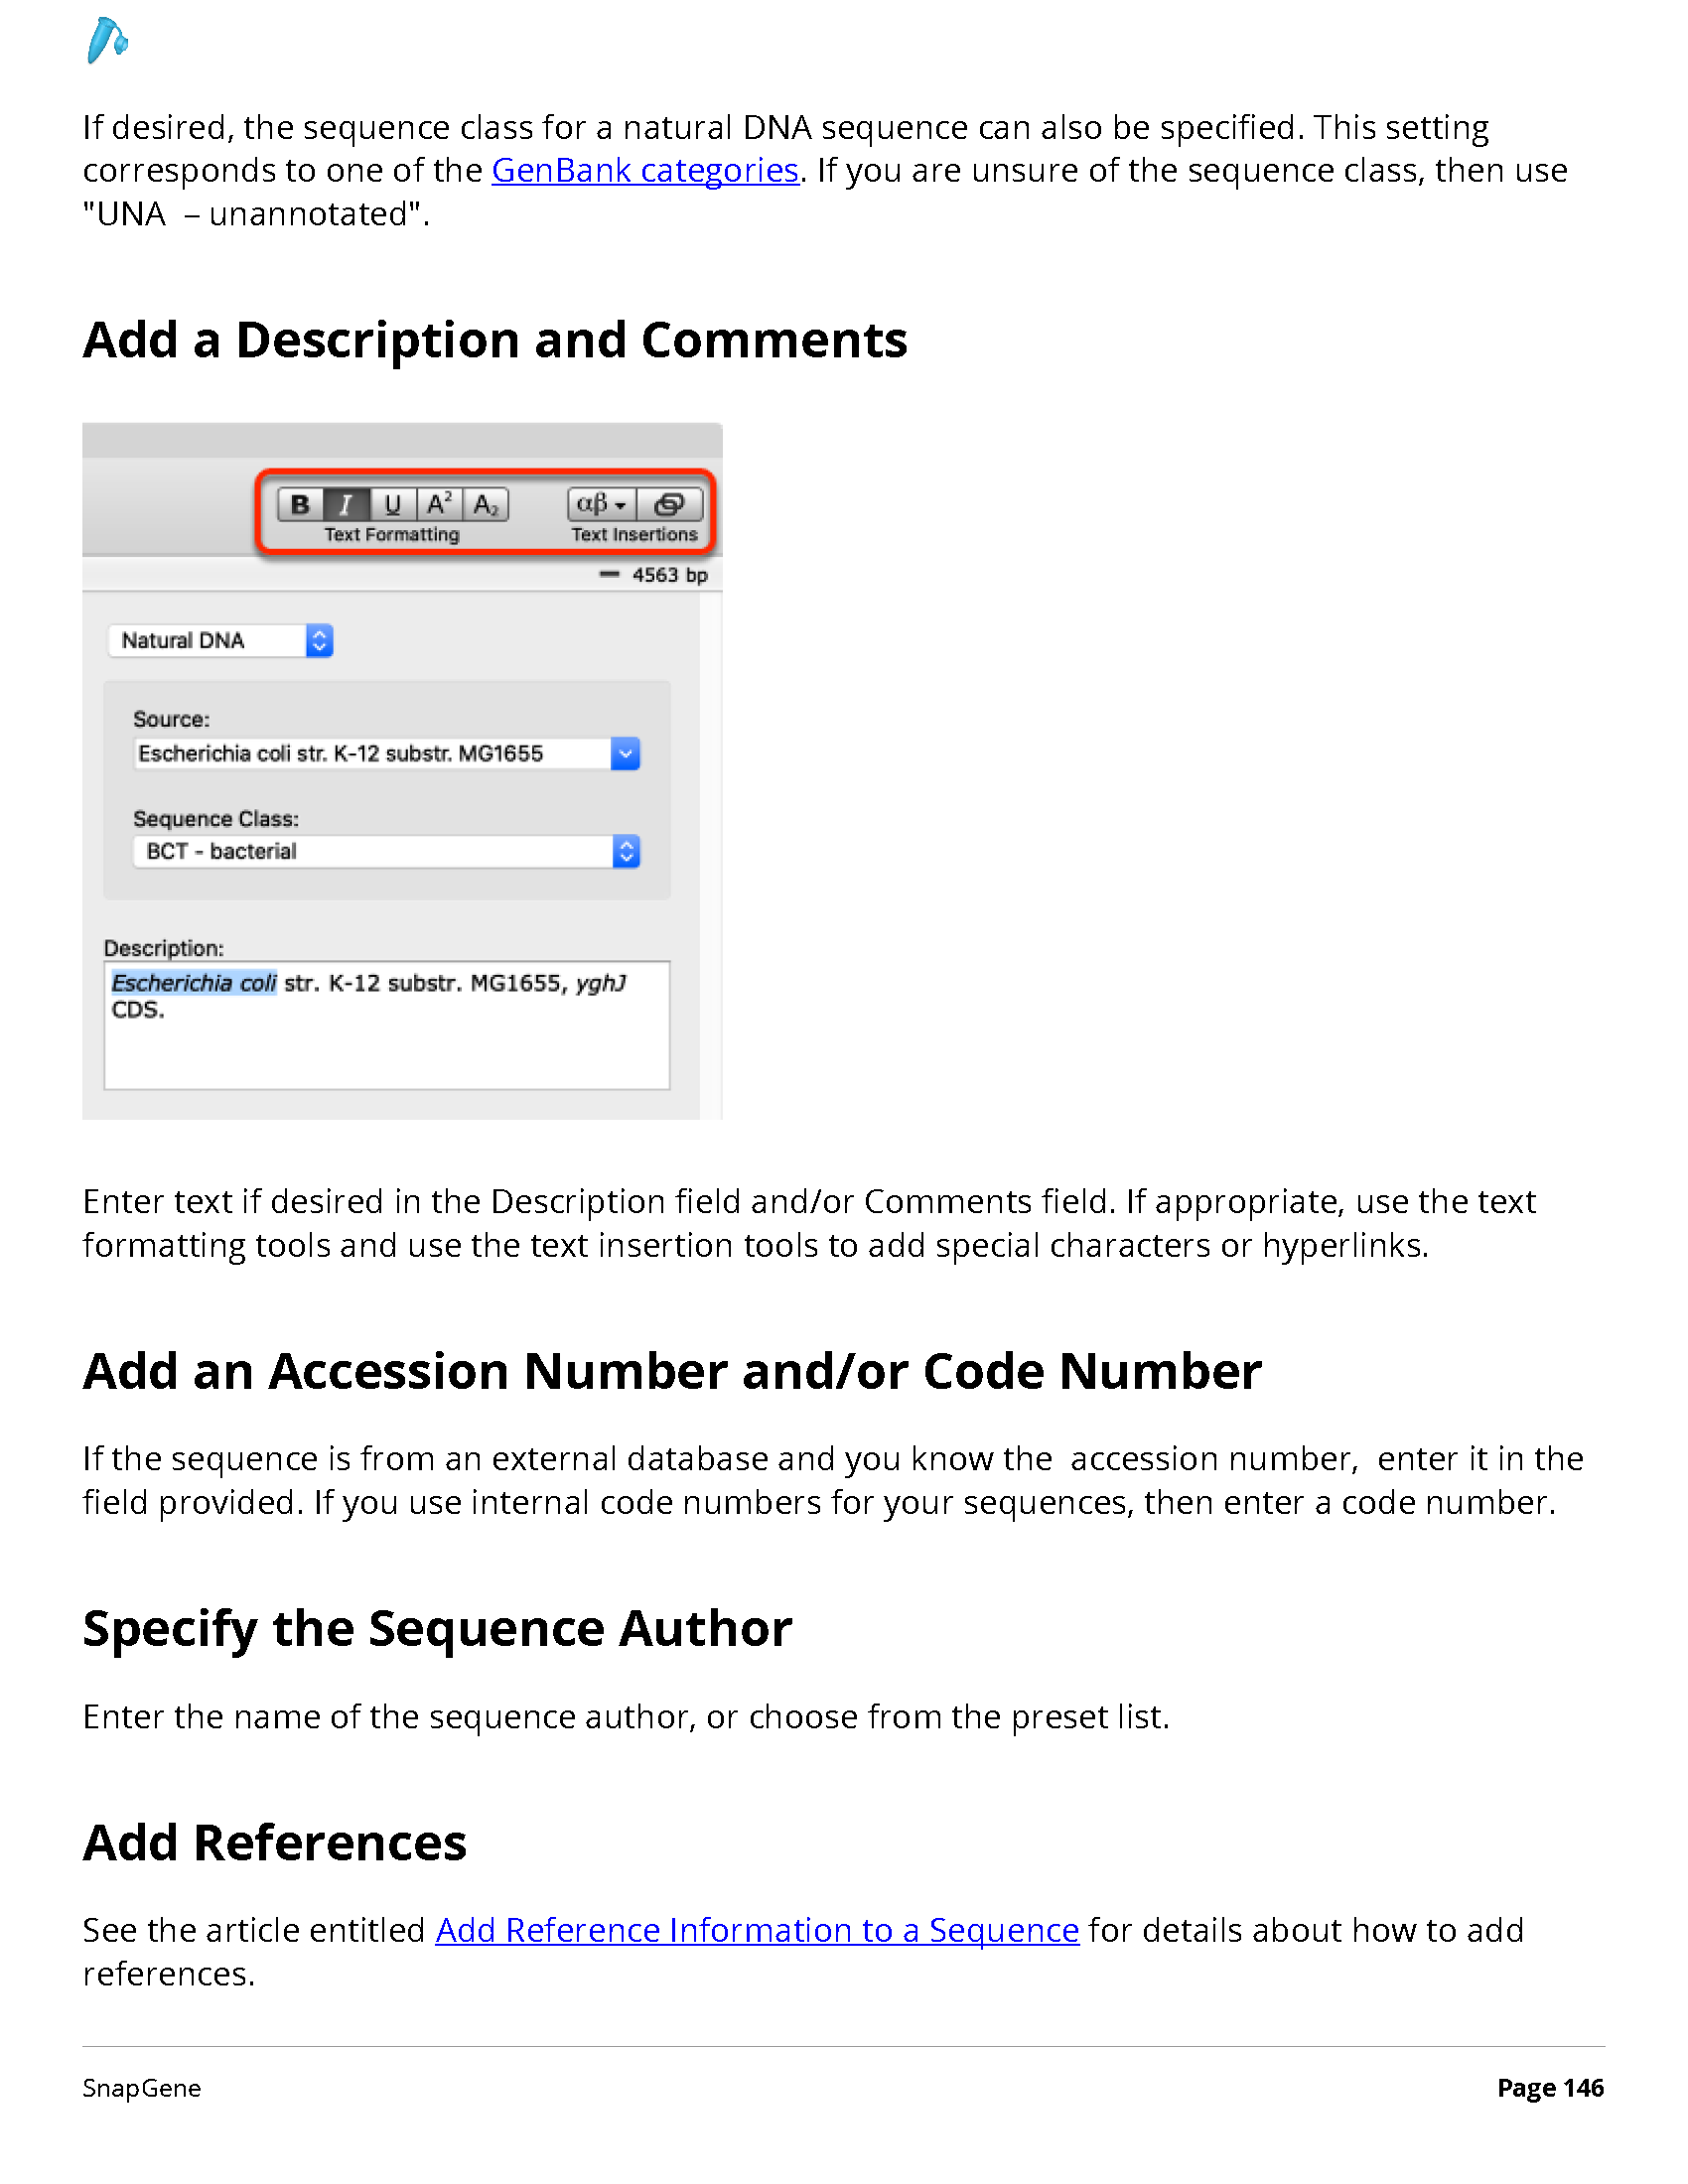 If desired, the sequence class for a natural DNA sequence can also be specified. This setting
corresponds to one of the GenBank categories. If you are unsure of the sequence class, then use
"UNA  – unannotated".
Add a Description and Comments
B I U A² A₂ αβ
Text Formatting Text Insertions
4563 bp
Natural DNA
Source:
Escherichia coli str. K-12 substr. MG1655
Sequence Class:
BCT - bacterial
Description:
Escherichia coli str. K-12 substr. MG1655, yghJ
CDS.
Enter text if desired in the Description field and/or Comments field. If appropriate, use the text
formatting tools and use the text insertion tools to add special characters or hyperlinks.
Add an Accession Number and/or Code Number
If the sequence is from an external database and you know the  accession number,  enter it in the
field provided. If you use internal code numbers for your sequences, then enter a code number.
Specify the Sequence Author
Enter the name of the sequence author, or choose from the preset list.
Add References
See the article entitled Add Reference Information to a Sequence for details about how to add
references.
SnapGene Page 146